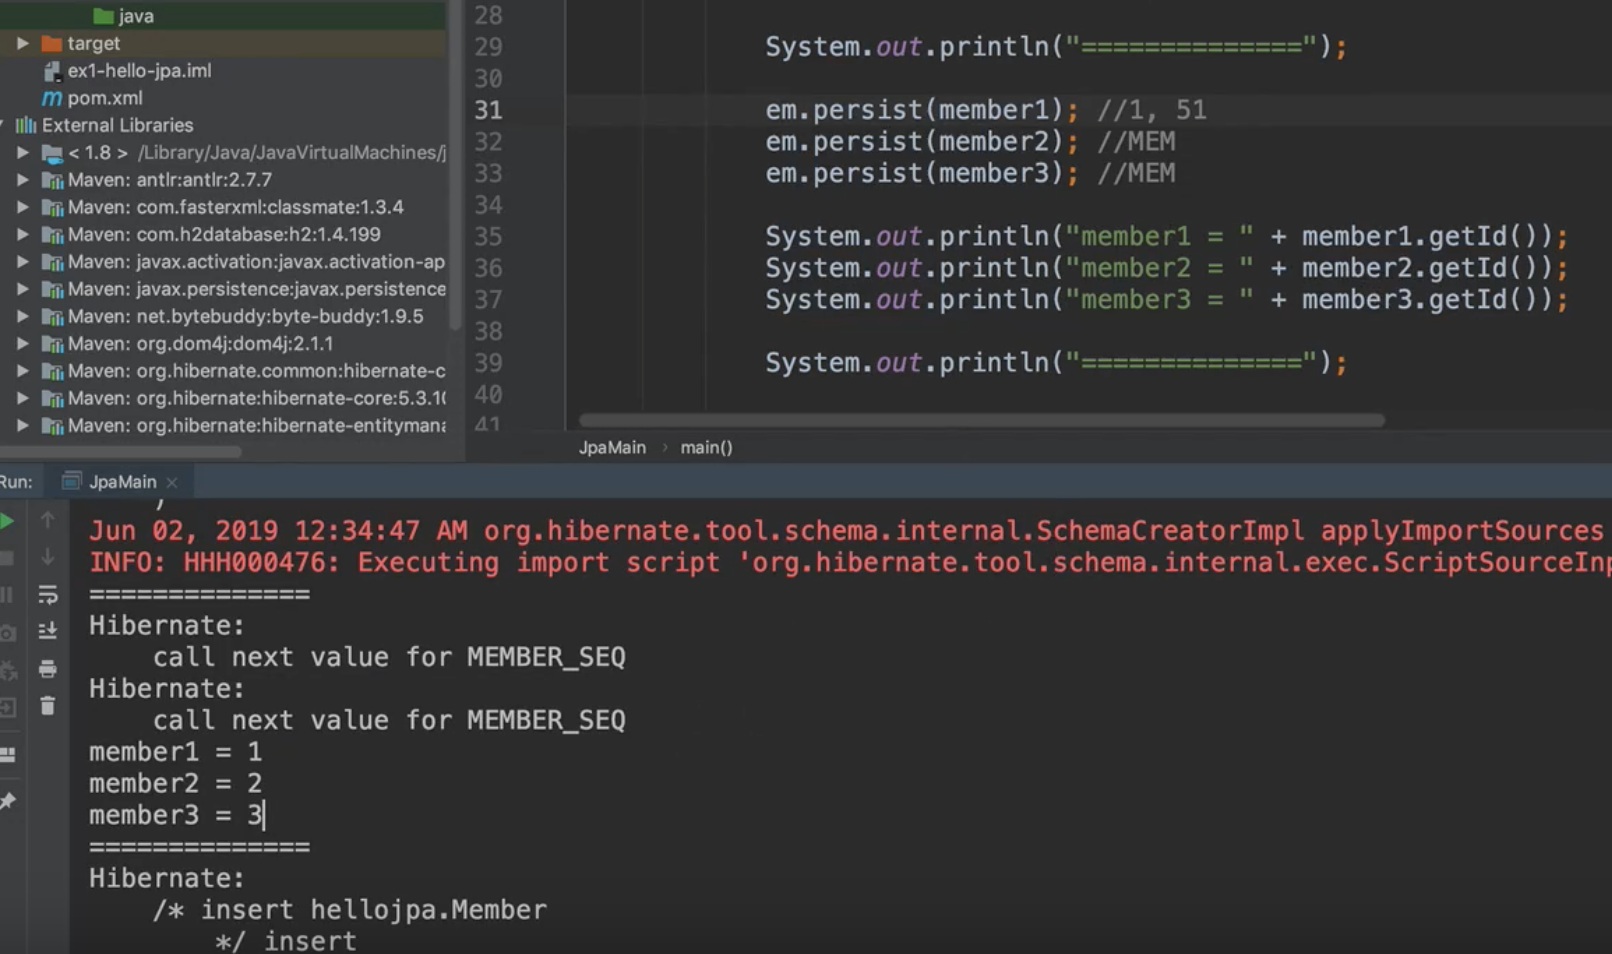 java
target
ex1-hello-jpa.iml
pom.xml
External Libraries
< 1.8 > /Library/Java/JavaVirtualMachines/j
Maven: antlr:antlr:2.7.7
Maven: com.fasterxml:classmate:1.3.4
Maven: com.h2database:h2:1.4.199
Maven: javax.activation:javax.activation-ap
Maven: javax.persistence:javax.persistence
Maven: net.bytebuddy:byte-buddy:1.9.5
Maven: org.dom4j:dom4j:2.1.1
Maven: org.hibernate.common:hibernate-c
Maven: org.hibernate:hibernate-core:5.3.10
Maven: org.hibernate:hibernate-entitymana
28
29 System.out.println("==============");
30
31 em.persist(member1); //1, 51
32 em.persist(member2); //MEM
33 em.persist(member3); //MEM
34
35 System.out.println("member1 = " + member1.getId());
36 System.out.println("member2 = " + member2.getId());
37 System.out.println("member3 = " + member3.getId());
38
39 System.out.println("==============");
40
41
JpaMain › main()
Run: JpaMain ×
)
Jun 02, 2019 12:34:47 AM org.hibernate.tool.schema.internal.SchemaCreatorImpl applyImportSources
INFO: HHH000476: Executing import script 'org.hibernate.tool.schema.internal.exec.ScriptSourceInp
==============
Hibernate:
call next value for MEMBER_SEQ
Hibernate:
call next value for MEMBER_SEQ
member1 = 1
member2 = 2
member3 = 3
==============
Hibernate:
/* insert hellojpa.Member
*/ insert